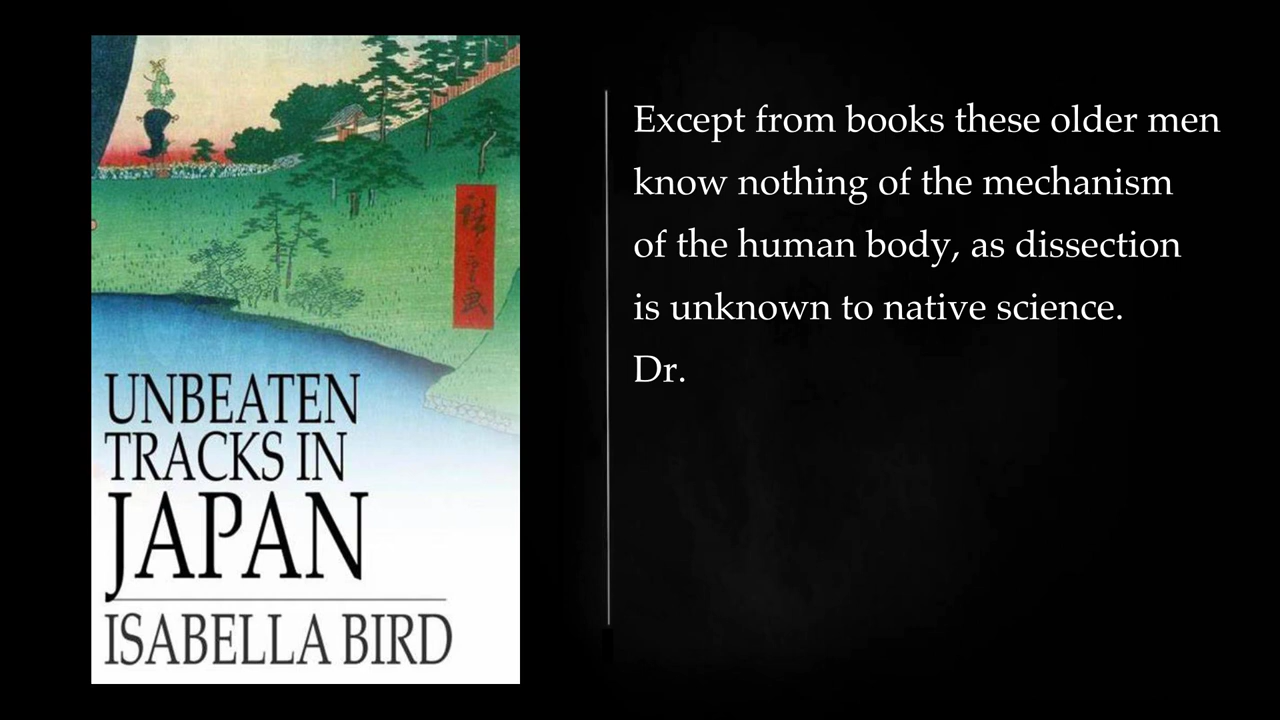 UNBEATEN
TRACKS IN
JAPAN
ISABELLA BIRD
Except from books these older men
know nothing of the mechanism
of the human body, as dissection
is unknown to native science.
Dr.